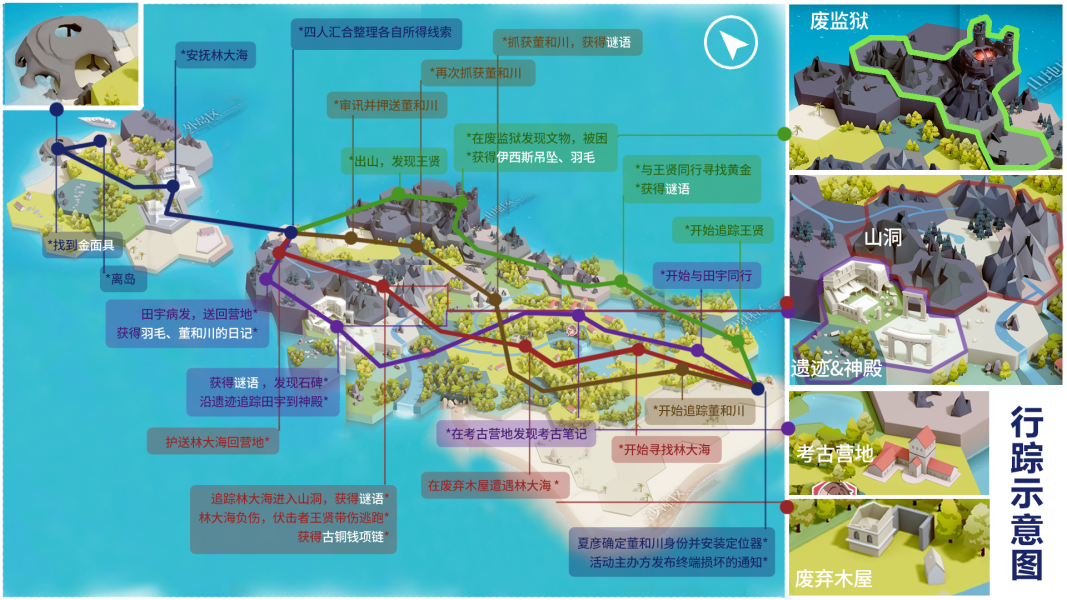 *四人汇合整理各自所得线索
*安抚林大海
*抓获董和川，获得谜语
*再次抓获董和川
*审讯并押送董和川
*在废监狱发现文物，被困
*获得伊西斯吊坠、羽毛
*出山，发现王贤
*与王贤同行寻找黄金
*获得谜语
*开始追踪王贤
*找到金面具
*离岛
*开始与田宇同行
田宇病发，送回营地*
获得羽毛、董和川的日记*
获得谜语，发现石碑*
沿遗迹追踪田宇到神殿*
*开始追踪董和川
*在考古营地发现考古笔记
护送林大海回营地*
*开始寻找林大海
在废弃木屋遭遇林大海*
追踪林大海进入山洞，获得谜语*
林大海负伤，伏击者王贤带伤逃跑*
获得古铜钱项链*
夏彦确定董和川身份并安装定位器*
活动主办方发布终端损坏的通知*
废监狱
山洞
遗迹&神殿
考古营地
废弃木屋
行踪示意图